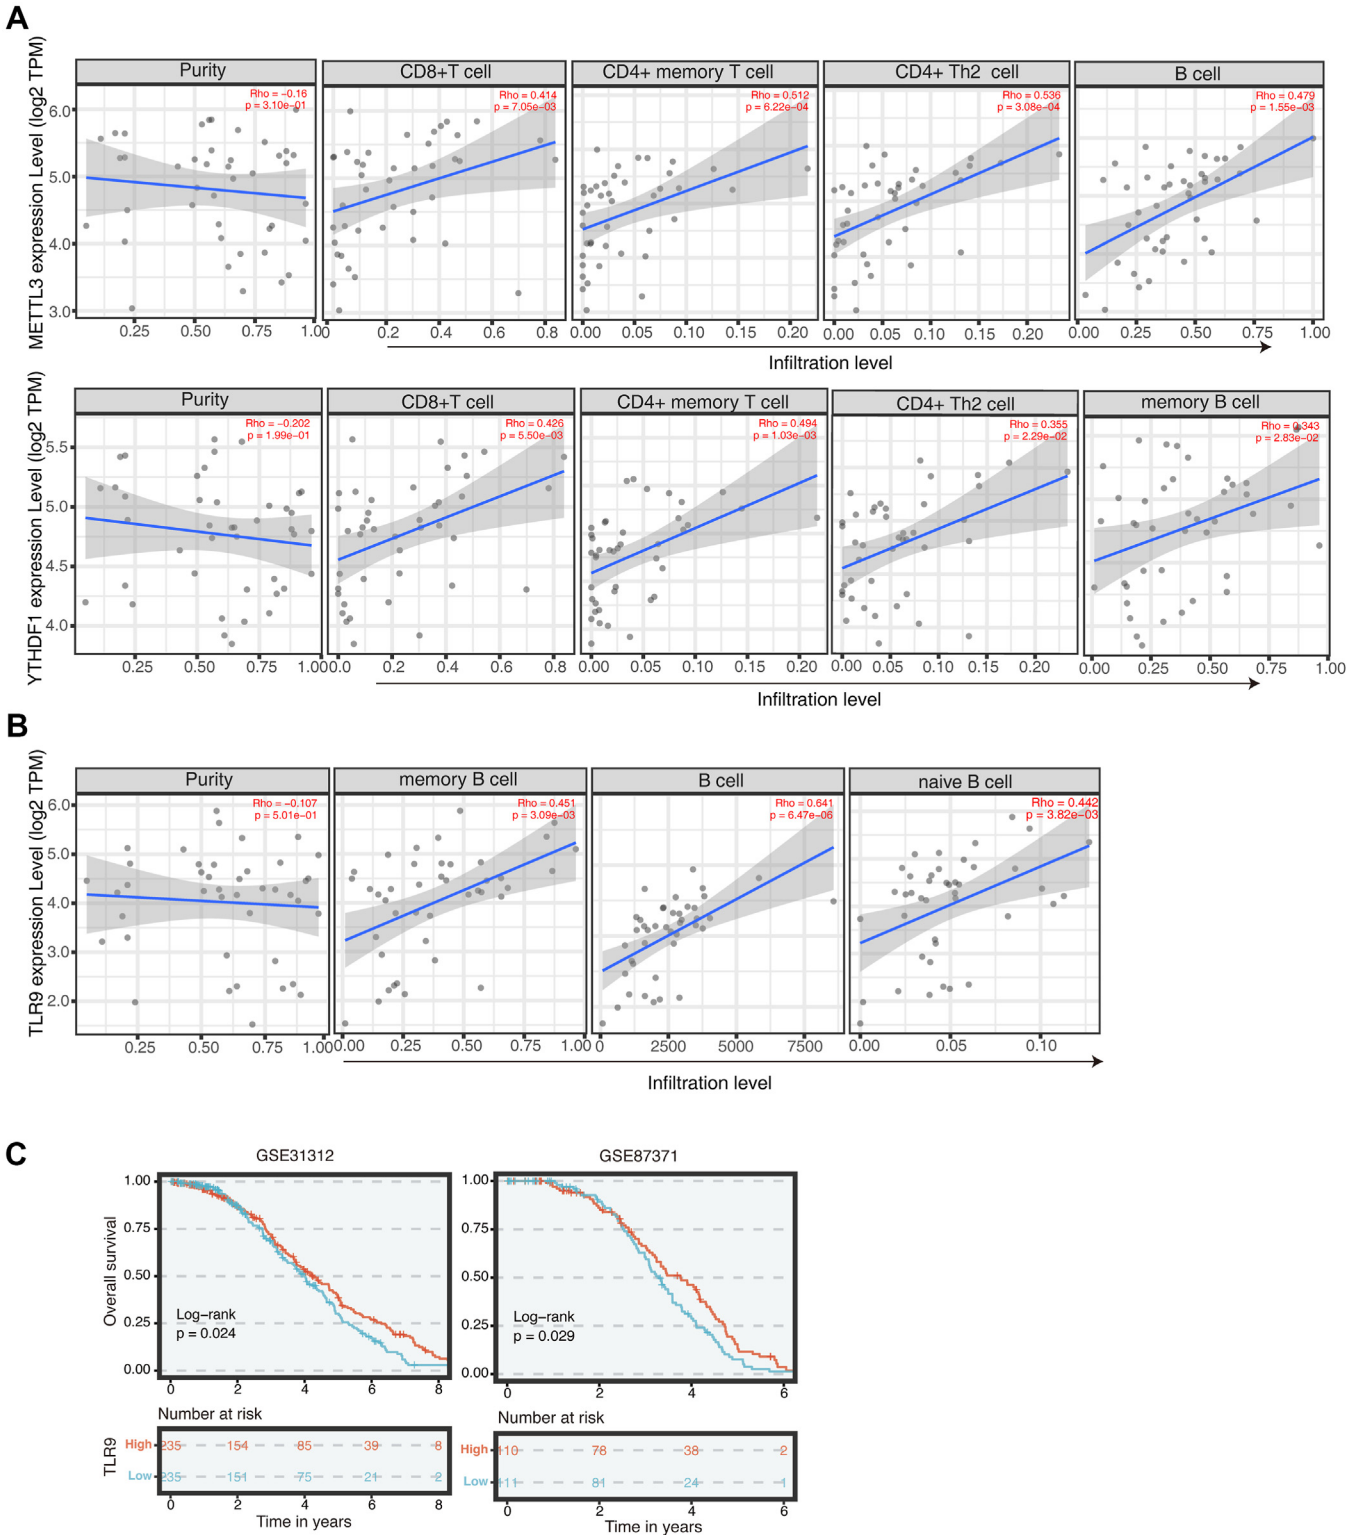 A
METTL3 expression Level (log2 TPM)
Purity
CD8+T cell
CD4+ memory T cell
CD4+ Th2 cell
B cell
Rho = −0.16
p = 3.10e−01
Rho = 0.414
p = 7.05e−03
Rho = 0.512
p = 6.22e−04
Rho = 0.536
p = 3.08e−04
Rho = 0.479
p = 1.55e−03
6.0
5.0
4.0
3.0
0.25 0.50 0.75 1.00
0.2 0.4 0.6 0.8
0.00 0.05 0.10 0.15 0.20
0.00 0.05 0.10 0.15 0.20
0.00 0.25 0.50 0.75 1.00
Infiltration level
YTHDF1 expression Level (log2 TPM)
Purity
CD8+T cell
CD4+ memory T cell
CD4+ Th2 cell
memory B cell
Rho = −0.202
p = 1.99e−01
Rho = 0.426
p = 5.50e−03
Rho = 0.494
p = 1.03e−03
Rho = 0.355
p = 2.29e−02
Rho = 0.343
p = 2.83e−02
5.5
5.0
4.5
4.0
0.25 0.50 0.75 1.00
0.0 0.2 0.4 0.6 0.8
0.00 0.05 0.10 0.15 0.20
0.00 0.05 0.10 0.15 0.20
0.00 0.25 0.50 0.75 1.00
Infiltration level
B
TLR9 expression Level (log2 TPM)
Purity
memory B cell
B cell
naive B cell
Rho = −0.107
p = 5.01e−01
Rho = 0.451
p = 3.09e−03
Rho = 0.641
p = 6.47e−06
Rho = 0.442
p = 3.82e−03
6.0
5.0
4.0
3.0
2.0
0.25 0.50 0.75 1.00
0.00 0.25 0.50 0.75 1.00
0 2500 5000 7500
0.00 0.05 0.10
Infiltration level
C
GSE31312
Overall survival
1.00
0.75
0.50
0.25
0.00
Log−rank
p = 0.024
0 2 4 6 8
Number at risk
TLR9
High 235 154 85 39 8
Low 235 151 75 21 2
0 2 4 6 8
Time in years
GSE87371
1.00
0.75
0.50
0.25
0.00
Log−rank
p = 0.029
0 2 4 6
Number at risk
High 110 78 38 2
Low 111 81 24 1
0 2 4 6
Time in years